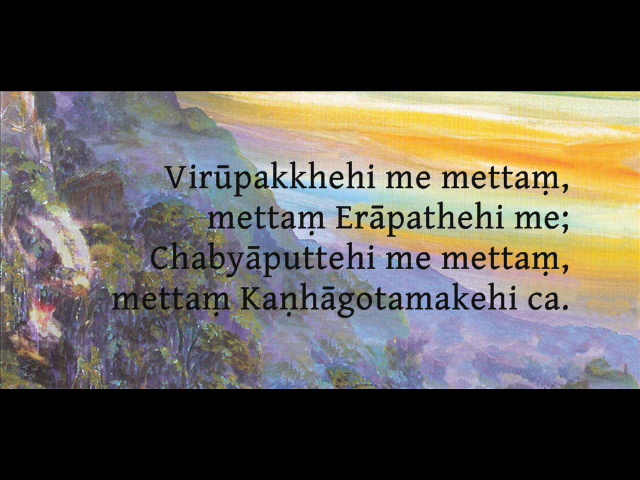 Virūpakkhehi me mettaṃ,
mettaṃ Erāpathehi me;
Chabyāputtehi me mettaṃ,
mettaṃ Kaṇhāgotamakehi ca.